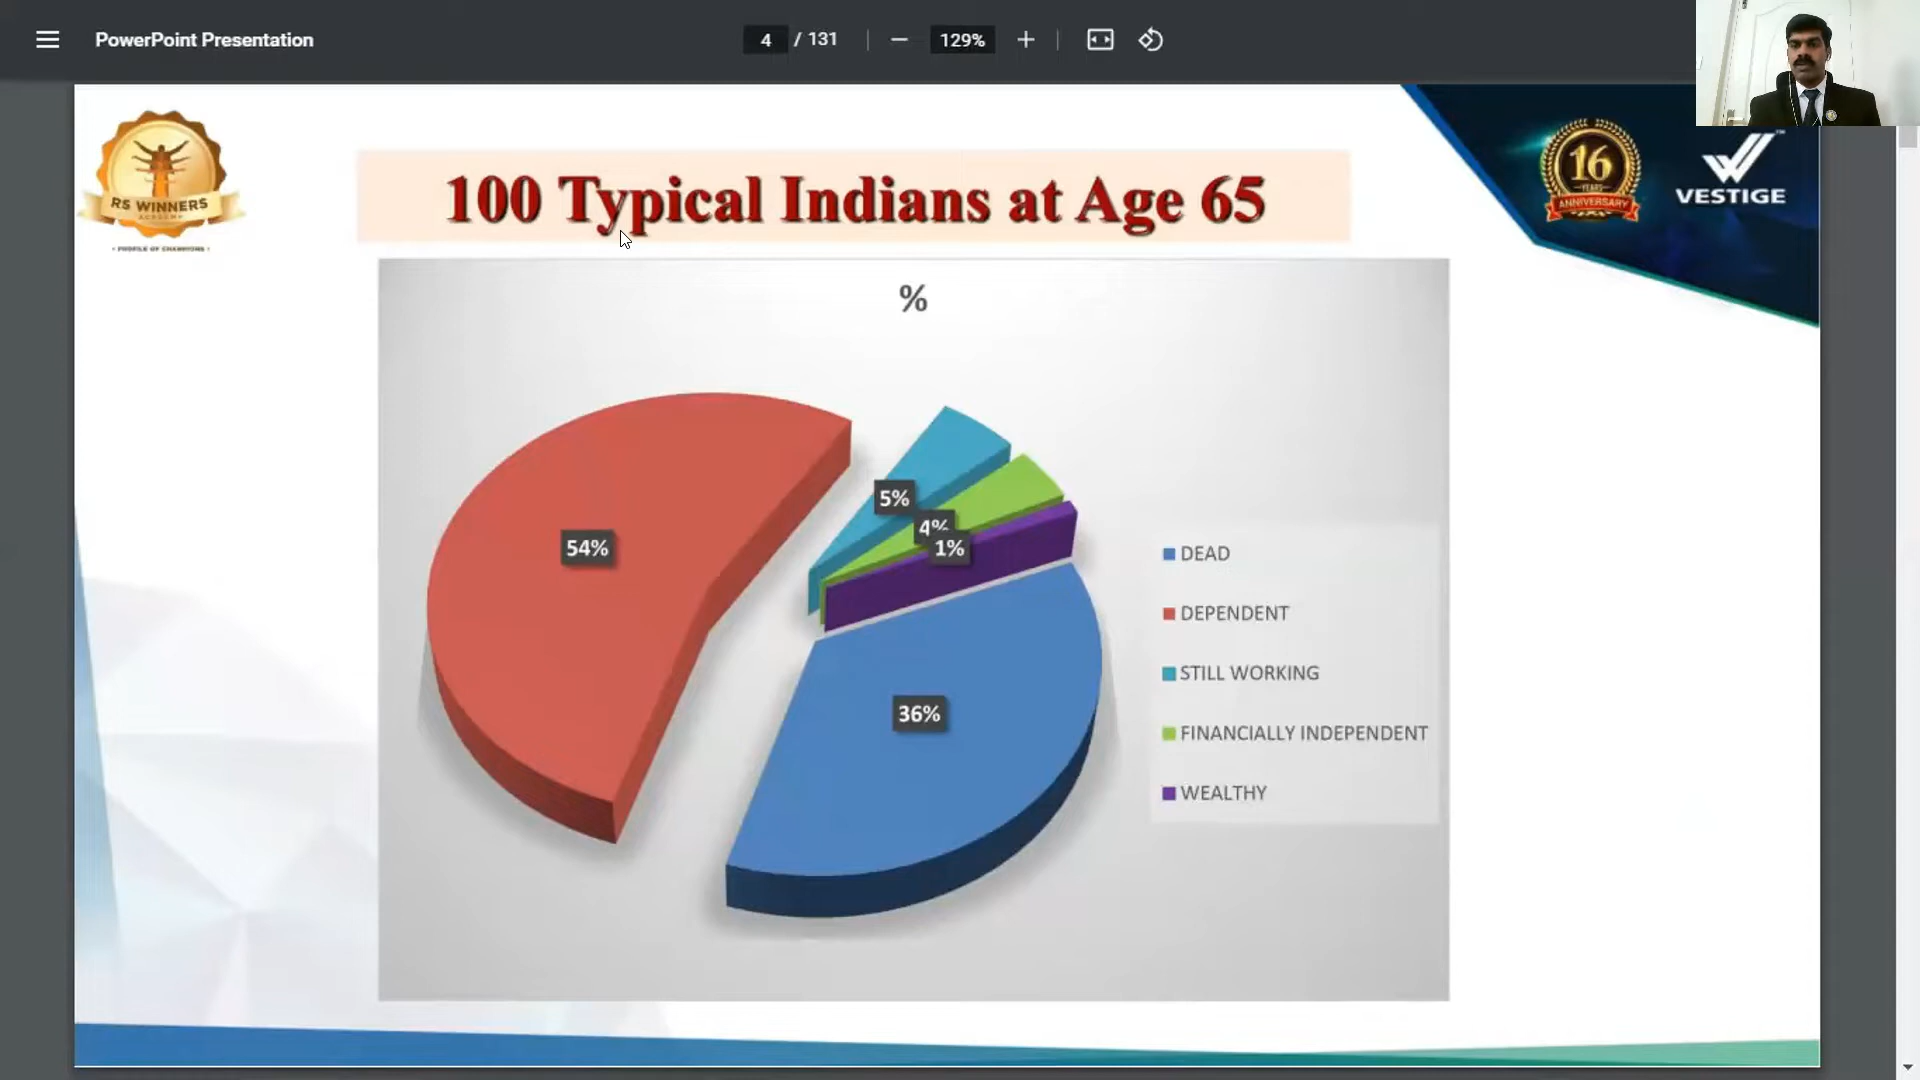 PowerPoint Presentation
4 / 131
129%
RS WINNERS
ACADEMY
• PROFILE OF CHAMPIONS •
100 Typical Indians at Age 65
16
YEARS
ANNIVERSARY
VESTIGE
TM
%
54%
5%
4%
1%
36%
DEAD
DEPENDENT
STILL WORKING
FINANCIALLY INDEPENDENT
WEALTHY